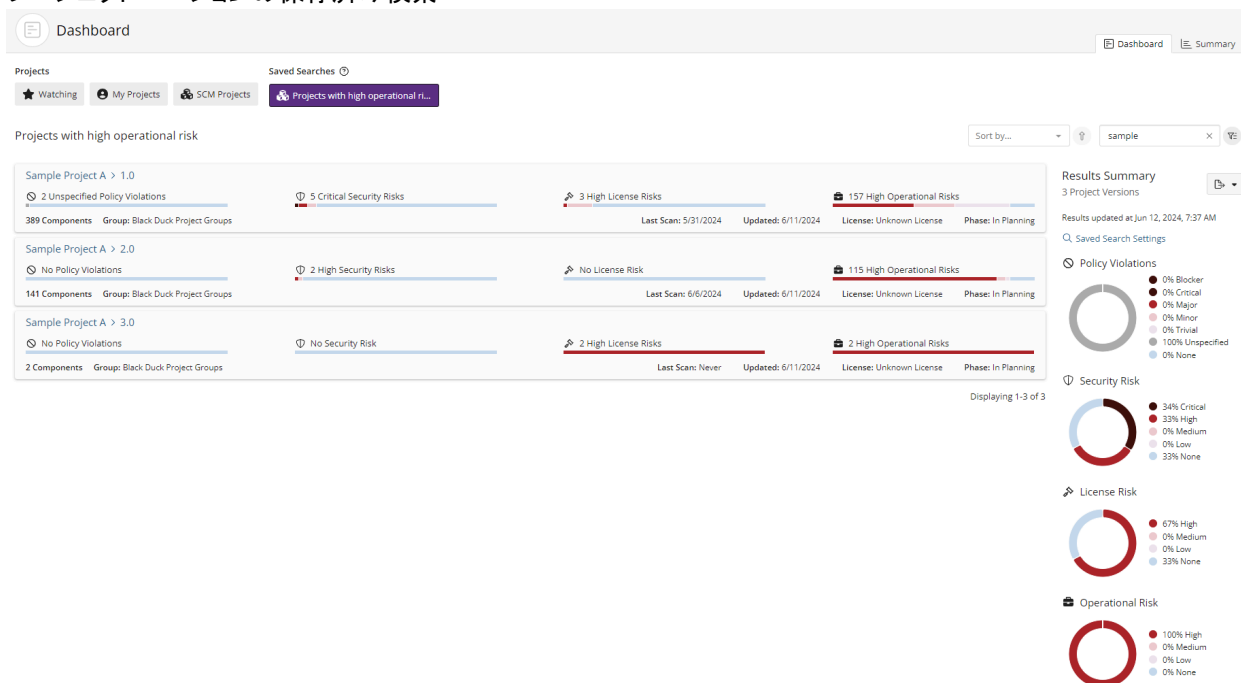 Dashboard
Dashboard
Summary
Projects
Saved Searches
Watching
My Projects
SCM Projects
Projects with high operational ri...
Projects with high operational risk
Sort by...
sample
Sample Project A > 1.0
2 Unspecified Policy Violations
5 Critical Security Risks
3 High License Risks
157 High Operational Risks
389 Components Group: Black Duck Project Groups
Last Scan: 5/31/2024 Updated: 6/11/2024 License: Unknown License Phase: In Planning
Sample Project A > 2.0
No Policy Violations
2 High Security Risks
No License Risk
115 High Operational Risks
141 Components Group: Black Duck Project Groups
Last Scan: 6/6/2024 Updated: 6/11/2024 License: Unknown License Phase: In Planning
Sample Project A > 3.0
No Policy Violations
No Security Risk
2 High License Risks
2 High Operational Risks
2 Components Group: Black Duck Project Groups
Last Scan: Never Updated: 6/11/2024 License: Unknown License Phase: In Planning
Displaying 1-3 of 3
Results Summary
3 Project Versions
Results updated at Jun 12, 2024, 7:37 AM
Saved Search Settings
Policy Violations
0% Blocker
0% Critical
0% Major
0% Minor
0% Trivial
100% Unspecified
0% None
Security Risk
34% Critical
33% High
0% Medium
0% Low
33% None
License Risk
67% High
0% Medium
0% Low
33% None
Operational Risk
100% High
0% Medium
0% Low
0% None